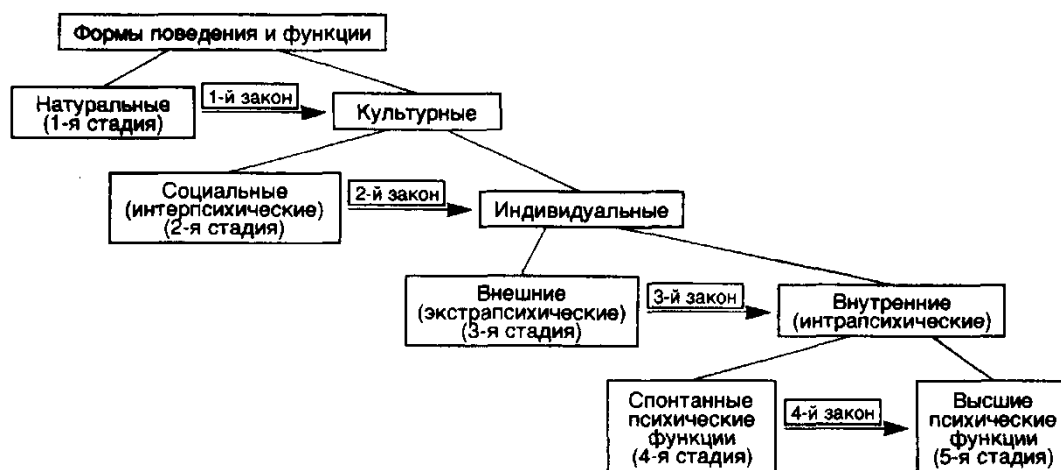 Формы поведения и функции
Натуральные
(1-я стадия)
1-й закон
Культурные
Социальные
(интерпсихические)
(2-я стадия)
2-й закон
Индивидуальные
Внешние
(экстрапсихические)
(3-я стадия)
3-й закон
Внутренние
(интрапсихические)
Спонтанные
психические
функции
(4-я стадия)
4-й закон
Высшие
психические
функции
(5-я стадия)